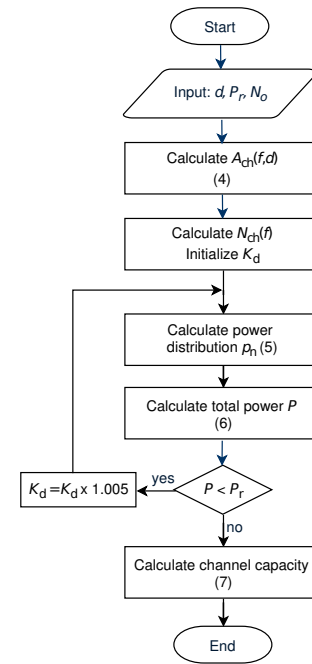 Start
Input: d, Pr, No
Calculate Ach(f,d)
(4)
Calculate Nch(f)
Initialize Kd
Calculate power
distribution pn (5)
Calculate total power P
(6)
Kd =Kd x 1.005
yes
P < Pr
no
Calculate channel capacity
(7)
End